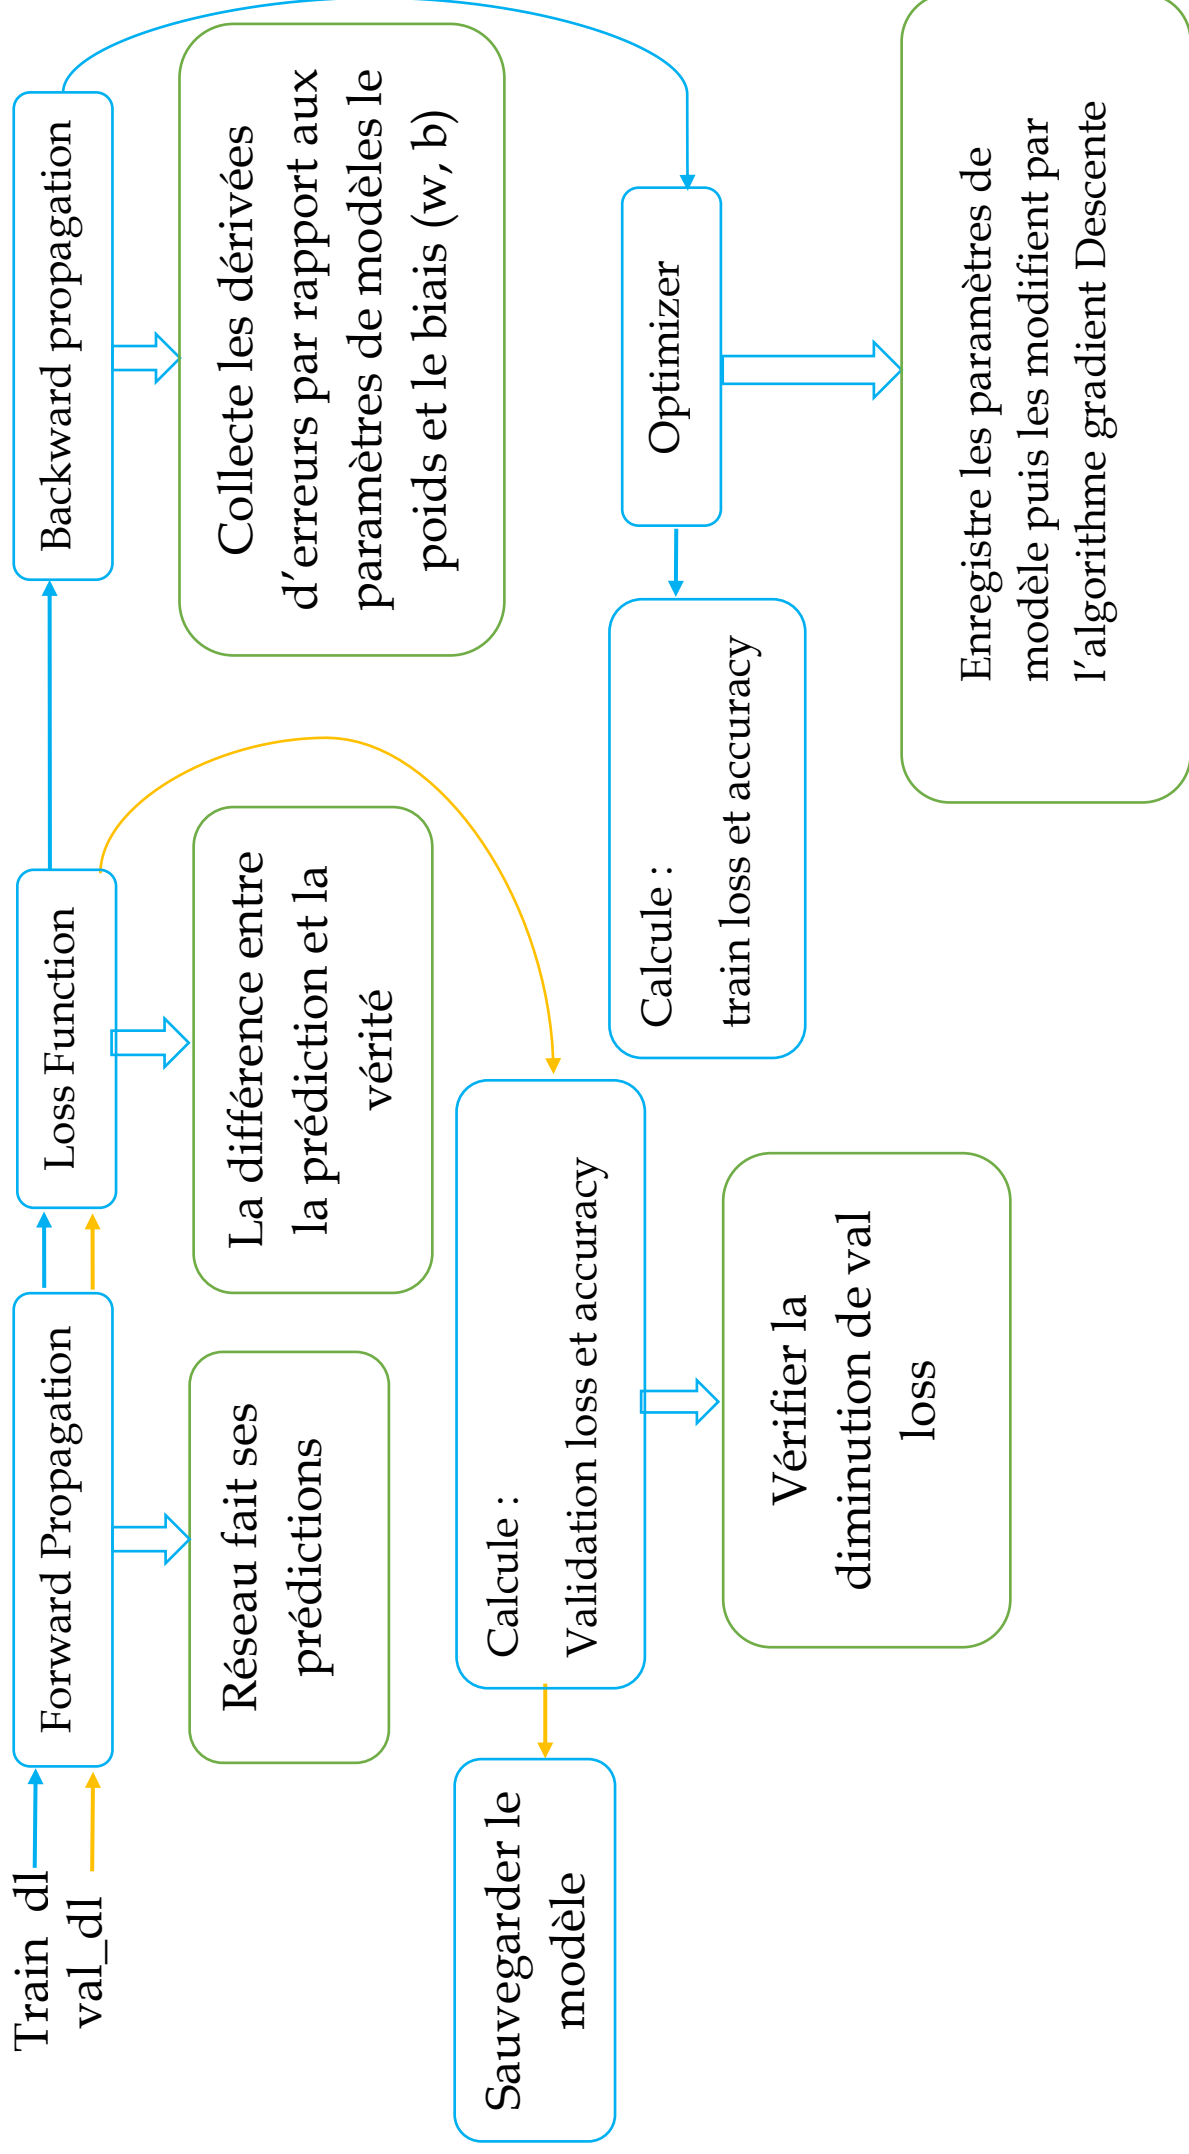 Train dl
val_dl
Forward Propagation
Loss Function
Backward propagation
Réseau fait ses
prédictions
La différence entre
la prédiction et la
vérité
Collecte les dérivées
d'erreurs par rapport aux
paramètres de modèles le
poids et le biais (w, b)
Sauvegarder le
modèle
Calcule :
Validation loss et accuracy
Calcule :
train loss et accuracy
Optimizer
Vérifier la
diminution de val
loss
Enregistre les paramètres de
modèle puis les modifient par
l'algorithme gradient Descente